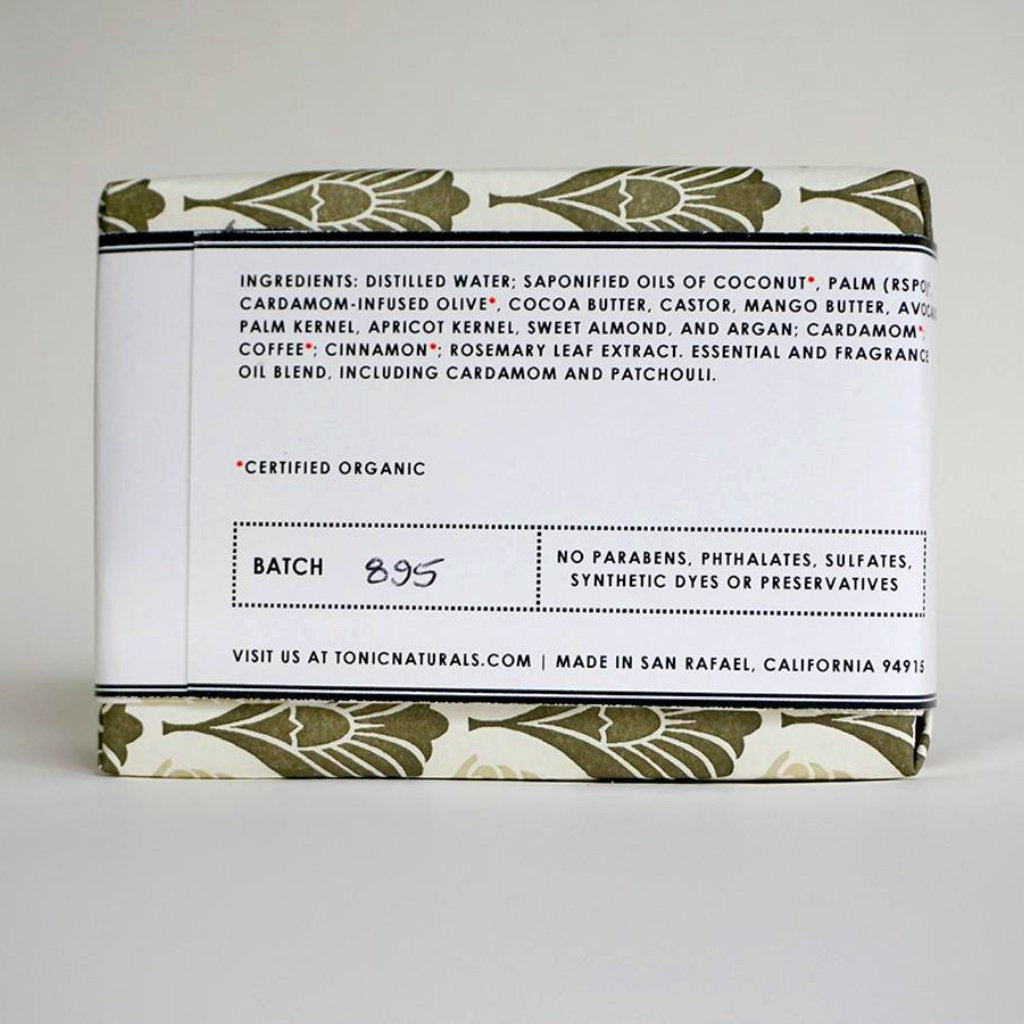 INGREDIENTS: DISTILLED WATER; SAPONIFIED OILS OF COCONUT*, PALM (RSPO)*,
CARDAMOM-INFUSED OLIVE*, COCOA BUTTER, CASTOR, MANGO BUTTER,
PALM KERNEL, APRICOT KERNEL, SWEET ALMOND, AND ARGAN; CARDAMOM*;
COFFEE*; CINNAMON*; ROSEMARY LEAF EXTRACT. ESSENTIAL AND FRAGRANCE
OIL BLEND, INCLUDING CARDAMOM AND PATCHOULI.
*CERTIFIED ORGANIC
BATCH 895
NO PARABENS, PHTHALATES, SULFATES,
SYNTHETIC DYES OR PRESERVATIVES
VISIT US AT TONICNATURALS.COM | MADE IN SAN RAFAEL, CALIFORNIA 94915